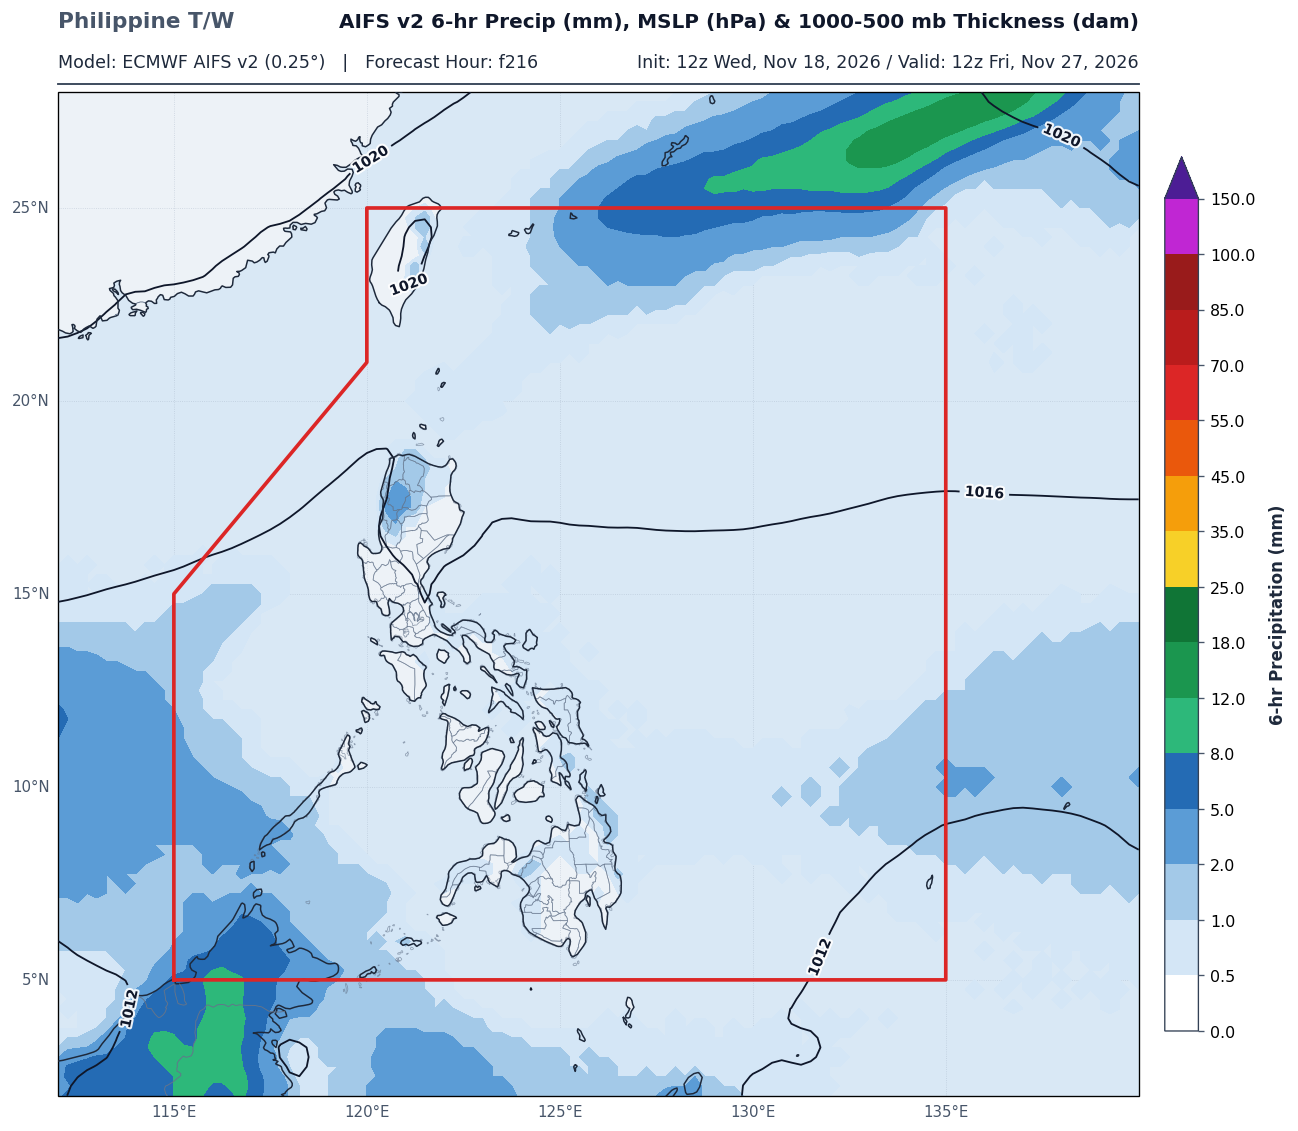 Philippine T/W
AIFS v2 6-hr Precip (mm), MSLP (hPa) & 1000-500 mb Thickness (dam)
Model: ECMWF AIFS v2 (0.25°) | Forecast Hour: f216
Init: 12z Wed, Nov 18, 2026 / Valid: 12z Fri, Nov 27, 2026
1020
1020
1020
1016
1012
1012
25°N
20°N
15°N
10°N
5°N
115°E
120°E
125°E
130°E
135°E
150.0
100.0
85.0
70.0
55.0
45.0
35.0
25.0
18.0
12.0
8.0
5.0
2.0
1.0
0.5
0.0
6-hr Precipitation (mm)